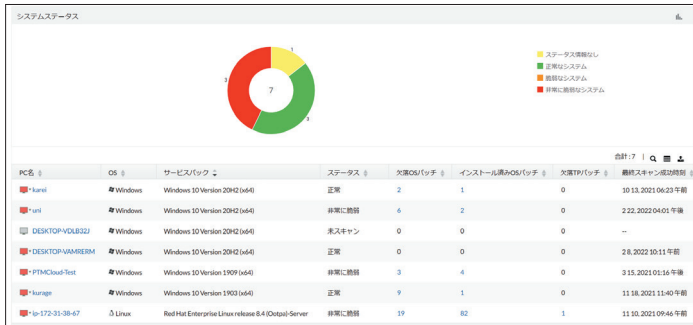 システムステータス
1
3
7
3
ステータス情報なし
正常なシステム
脆弱なシステム
非常に脆弱なシステム
合計 : 7 |
PC名 OS サービスパック ステータス 欠落OSパッチ インストール済みOSパッチ 欠落TPパッチ 最終スキャン成功時刻
karei Windows Windows 10 Version 20H2 (x64) 正常 2 1 0 10 13, 2021 06:23 午前
uni Windows Windows 10 Version 20H2 (x64) 非常に脆弱 6 2 0 2 22, 2022 04:01 午後
DESKTOP-VDLB32J Windows Windows 10 Version 20H2 (x64) 未スキャン 0 0 0 --
DESKTOP-VAMRERM Windows Windows 10 Version 20H2 (x64) 正常 0 0 0 2 8, 2022 10:11 午前
PTMCloud-Test Windows Windows 10 Version 1909 (x64) 非常に脆弱 3 4 0 3 15, 2021 01:16 午後
kurage Windows Windows 10 Version 1903 (x64) 正常 9 1 0 11 18, 2021 11:40 午前
ip-172-31-38-67 Linux Red Hat Enterprise Linux release 8.4 (Ootpa)-Server 非常に脆弱 19 82 1 11 10, 2021 09:46 午前